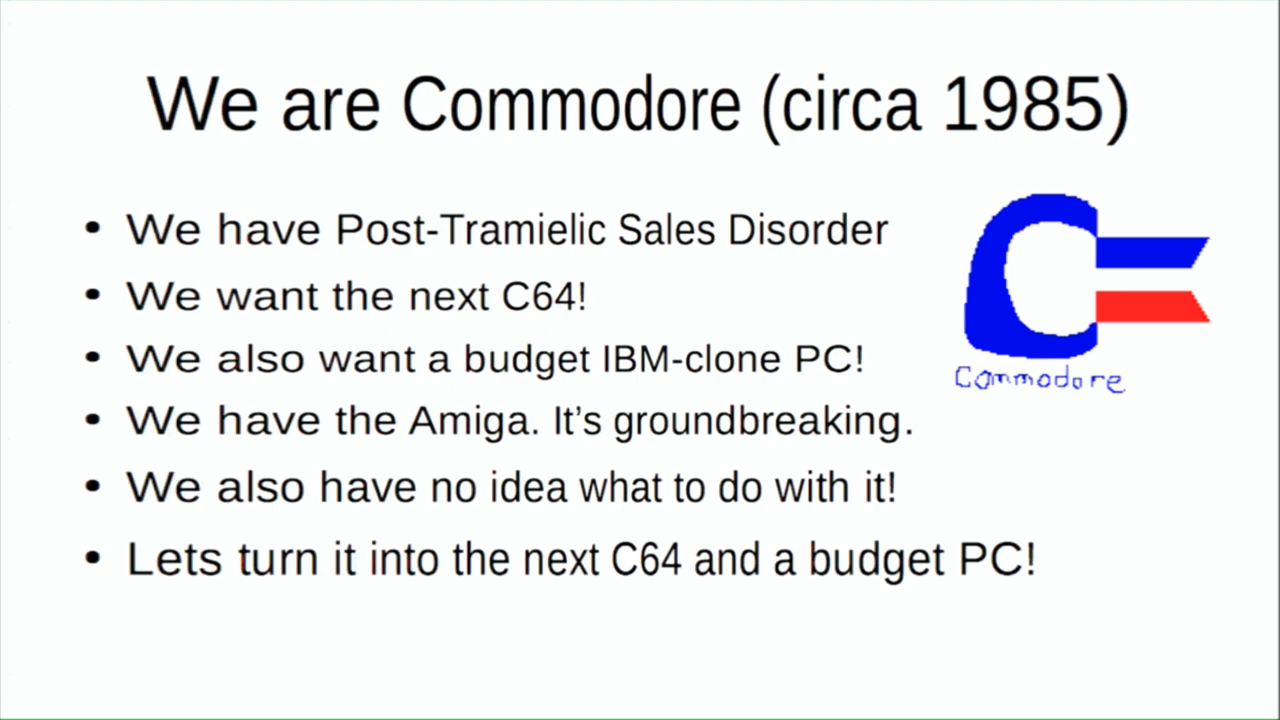 We are Commodore (circa 1985)
• We have Post-Tramielic Sales Disorder
• We want the next C64!
• We also want a budget IBM-clone PC!
• We have the Amiga. It’s groundbreaking.
• We also have no idea what to do with it!
• Lets turn it into the next C64 and a budget PC!
Commodore